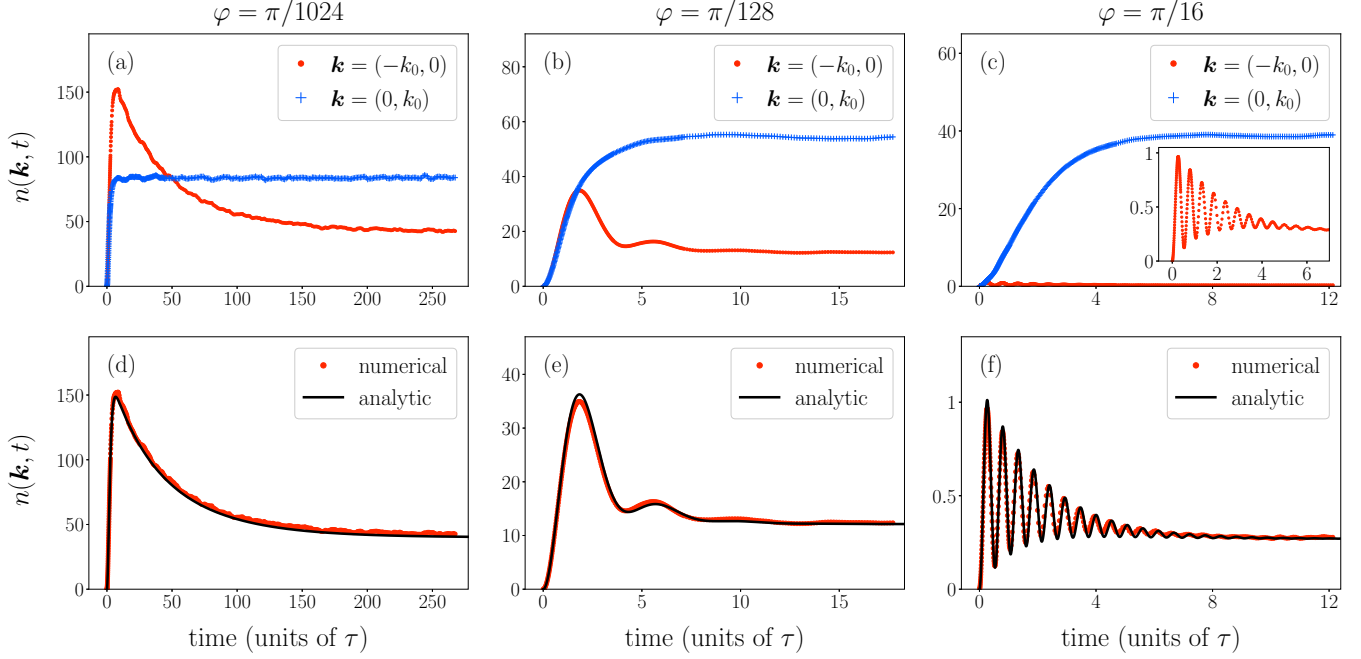 φ = π/1024
φ = π/128
φ = π/16
(a)
k = (−k₀, 0)
k = (0, k₀)
n(k, t)
150
100
50
0
0 50 100 150 200 250
(b)
k = (−k₀, 0)
k = (0, k₀)
80
60
40
20
0
0 5 10 15
(c)
k = (−k₀, 0)
k = (0, k₀)
60
40
20
0
0 4 8 12
1
0.5
0
0 2 4 6
(d)
numerical
analytic
n(k, t)
150
100
50
0
0 50 100 150 200 250
time (units of τ)
(e)
numerical
analytic
40
30
20
10
0
0 5 10 15
time (units of τ)
(f)
numerical
analytic
1
0.5
0
0 4 8 12
time (units of τ)